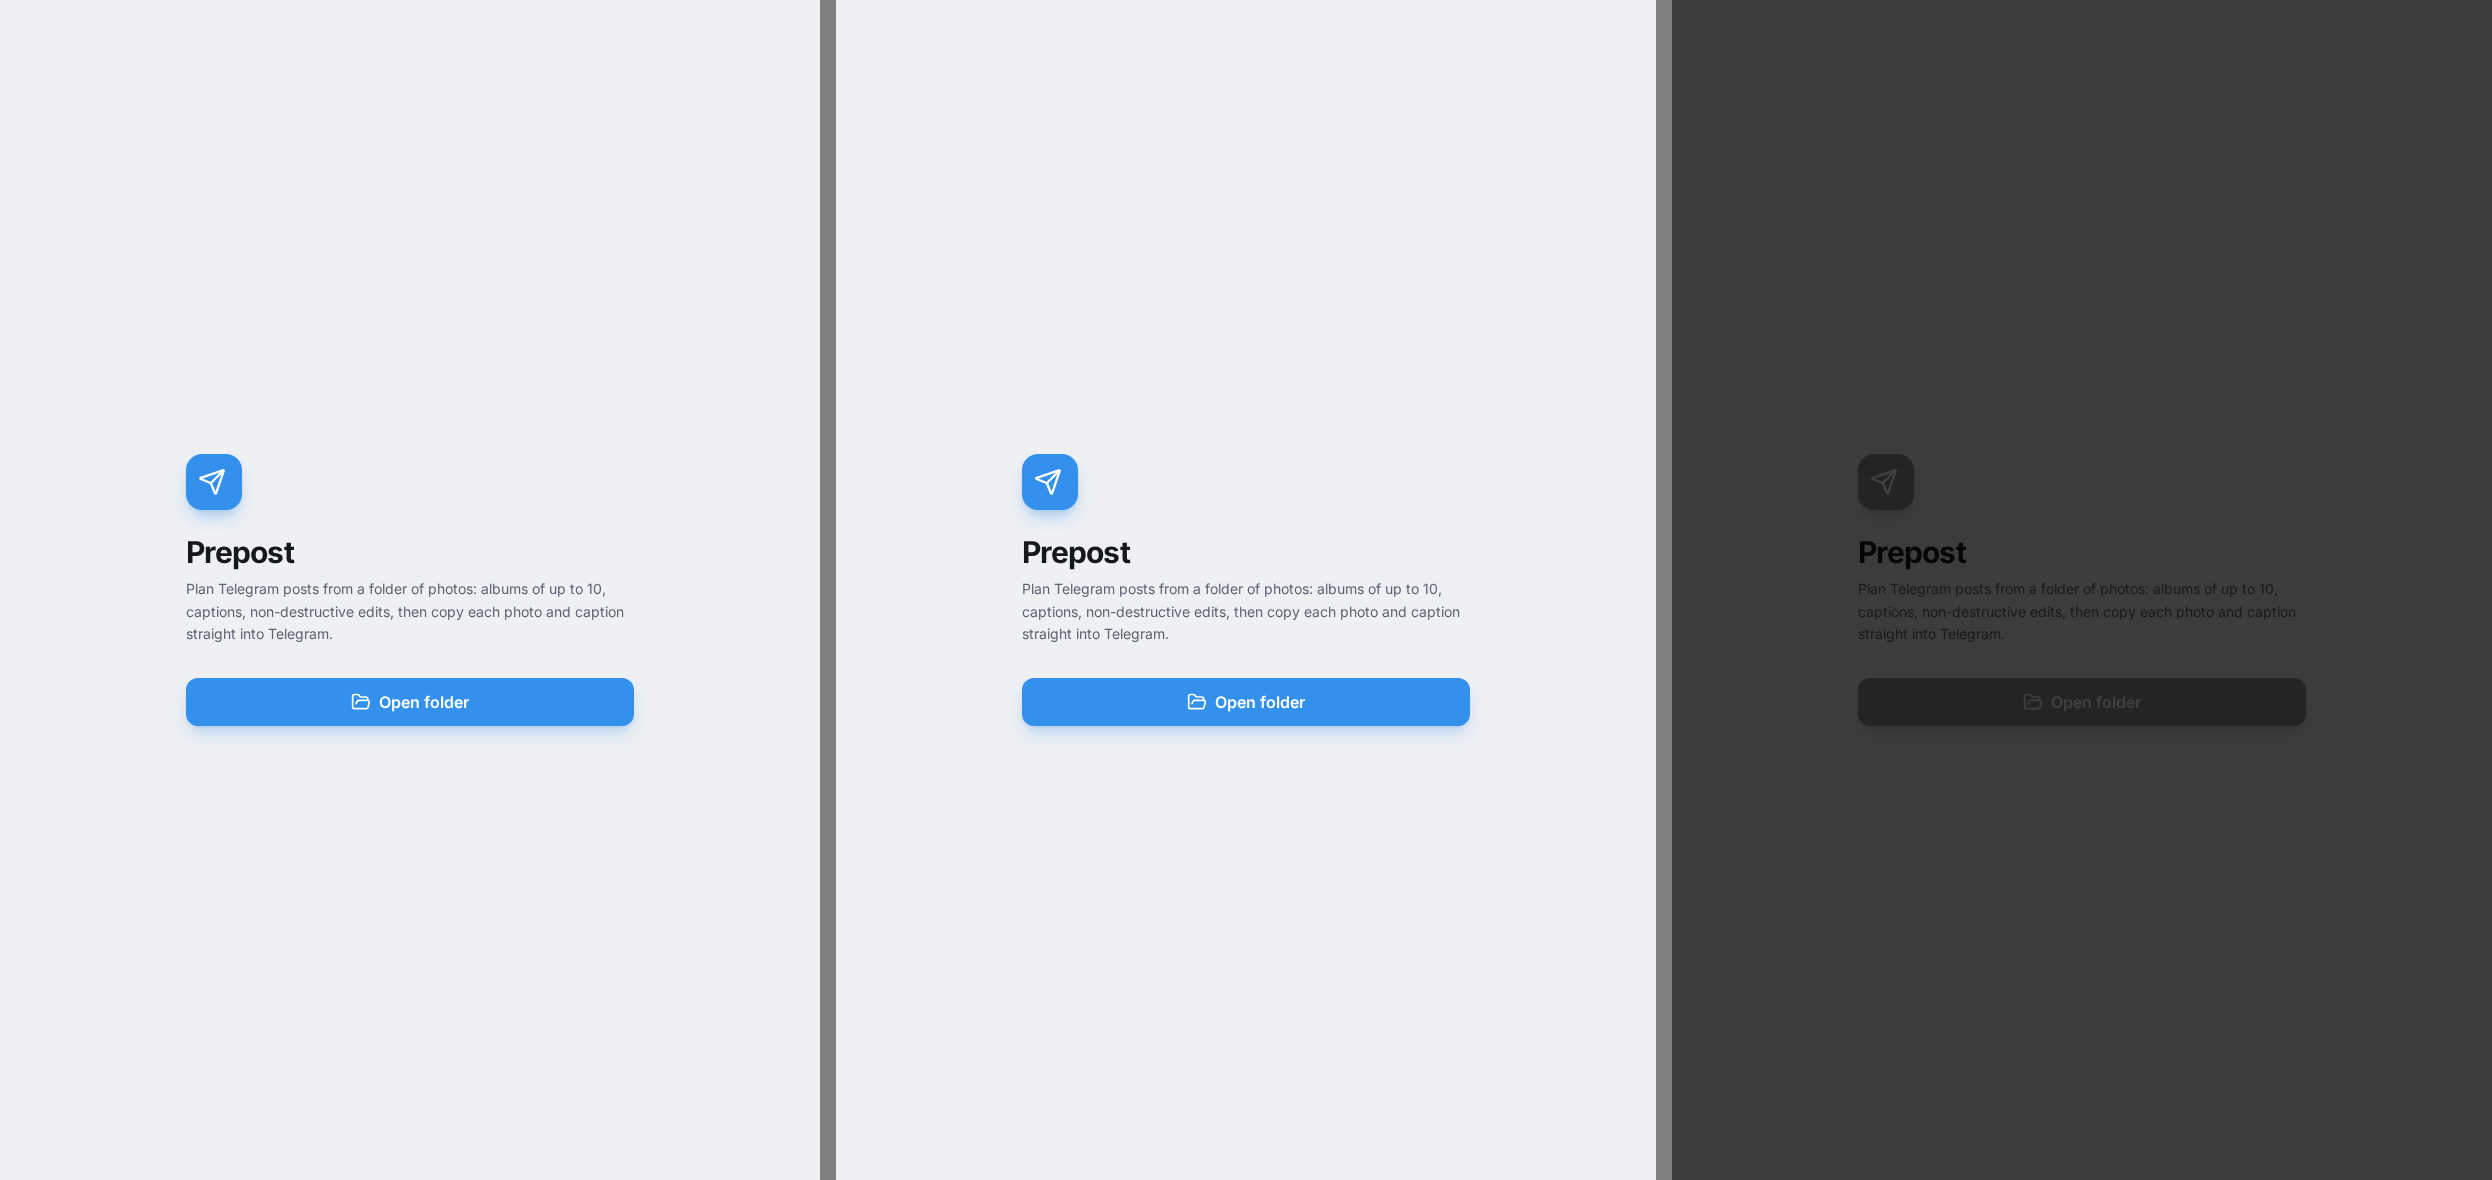 Prepost
Plan Telegram posts from a folder of photos: albums of up to 10,
captions, non-destructive edits, then copy each photo and caption
straight into Telegram.
Open folder
Prepost
Plan Telegram posts from a folder of photos: albums of up to 10,
captions, non-destructive edits, then copy each photo and caption
straight into Telegram.
Open folder
Prepost
Plan Telegram posts from a folder of photos: albums of up to 10,
captions, non-destructive edits, then copy each photo and caption
straight into Telegram.
Open folder